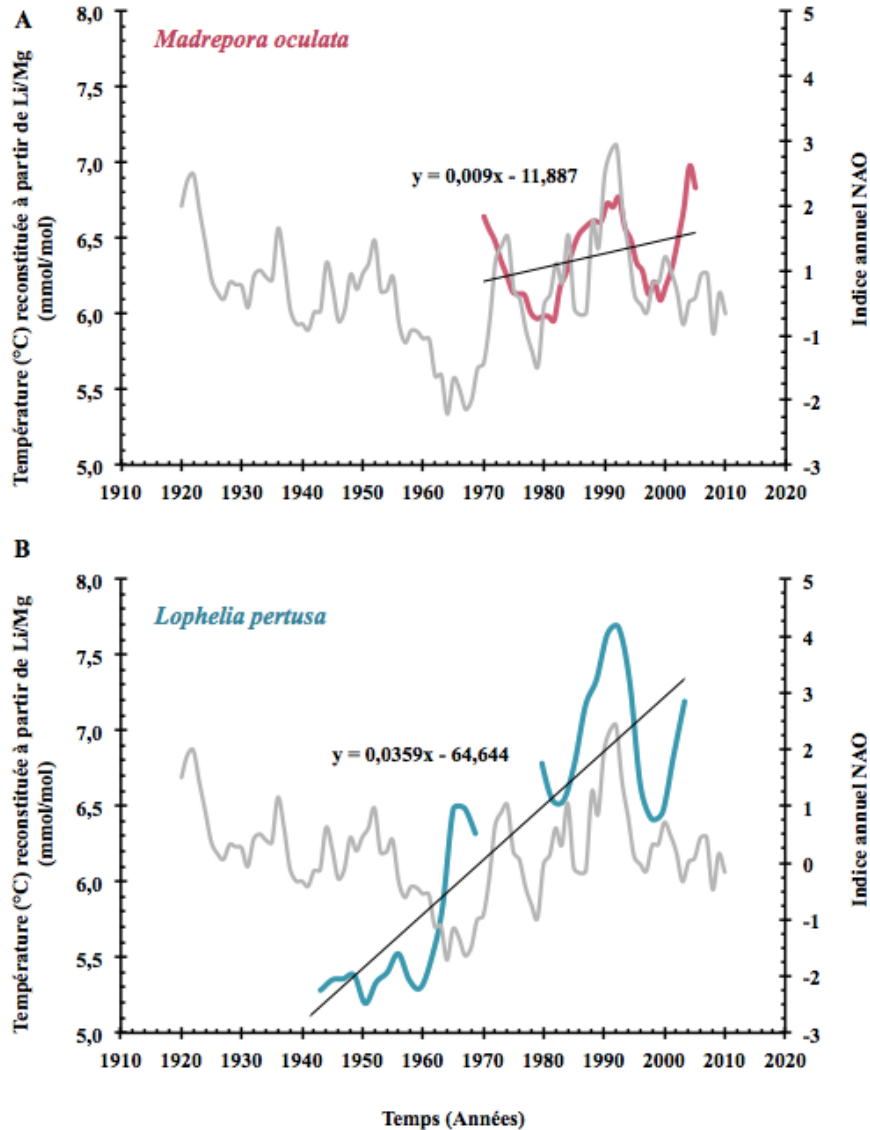 A
Madrepora oculata
Température (°C) reconstituée à partir de Li/Mg
(mmol/mol)
8,0
7,5
7,0
6,5
6,0
5,5
5,0
y = 0,009x - 11,887
5
4
3
2
1
-1
-2
-3
Indice annuel NAO
1910 1920 1930 1940 1950 1960 1970 1980 1990 2000 2010 2020
B
Lophelia pertusa
Température (°C) reconstituée à partir de Li/Mg
(mmol/mol)
8,0
7,5
7,0
6,5
6,0
5,5
5,0
y = 0,0359x - 64,644
5
4
3
2
1
0
-1
-2
-3
Indice annuel NAO
1910 1920 1930 1940 1950 1960 1970 1980 1990 2000 2010 2020
Temps (Années)